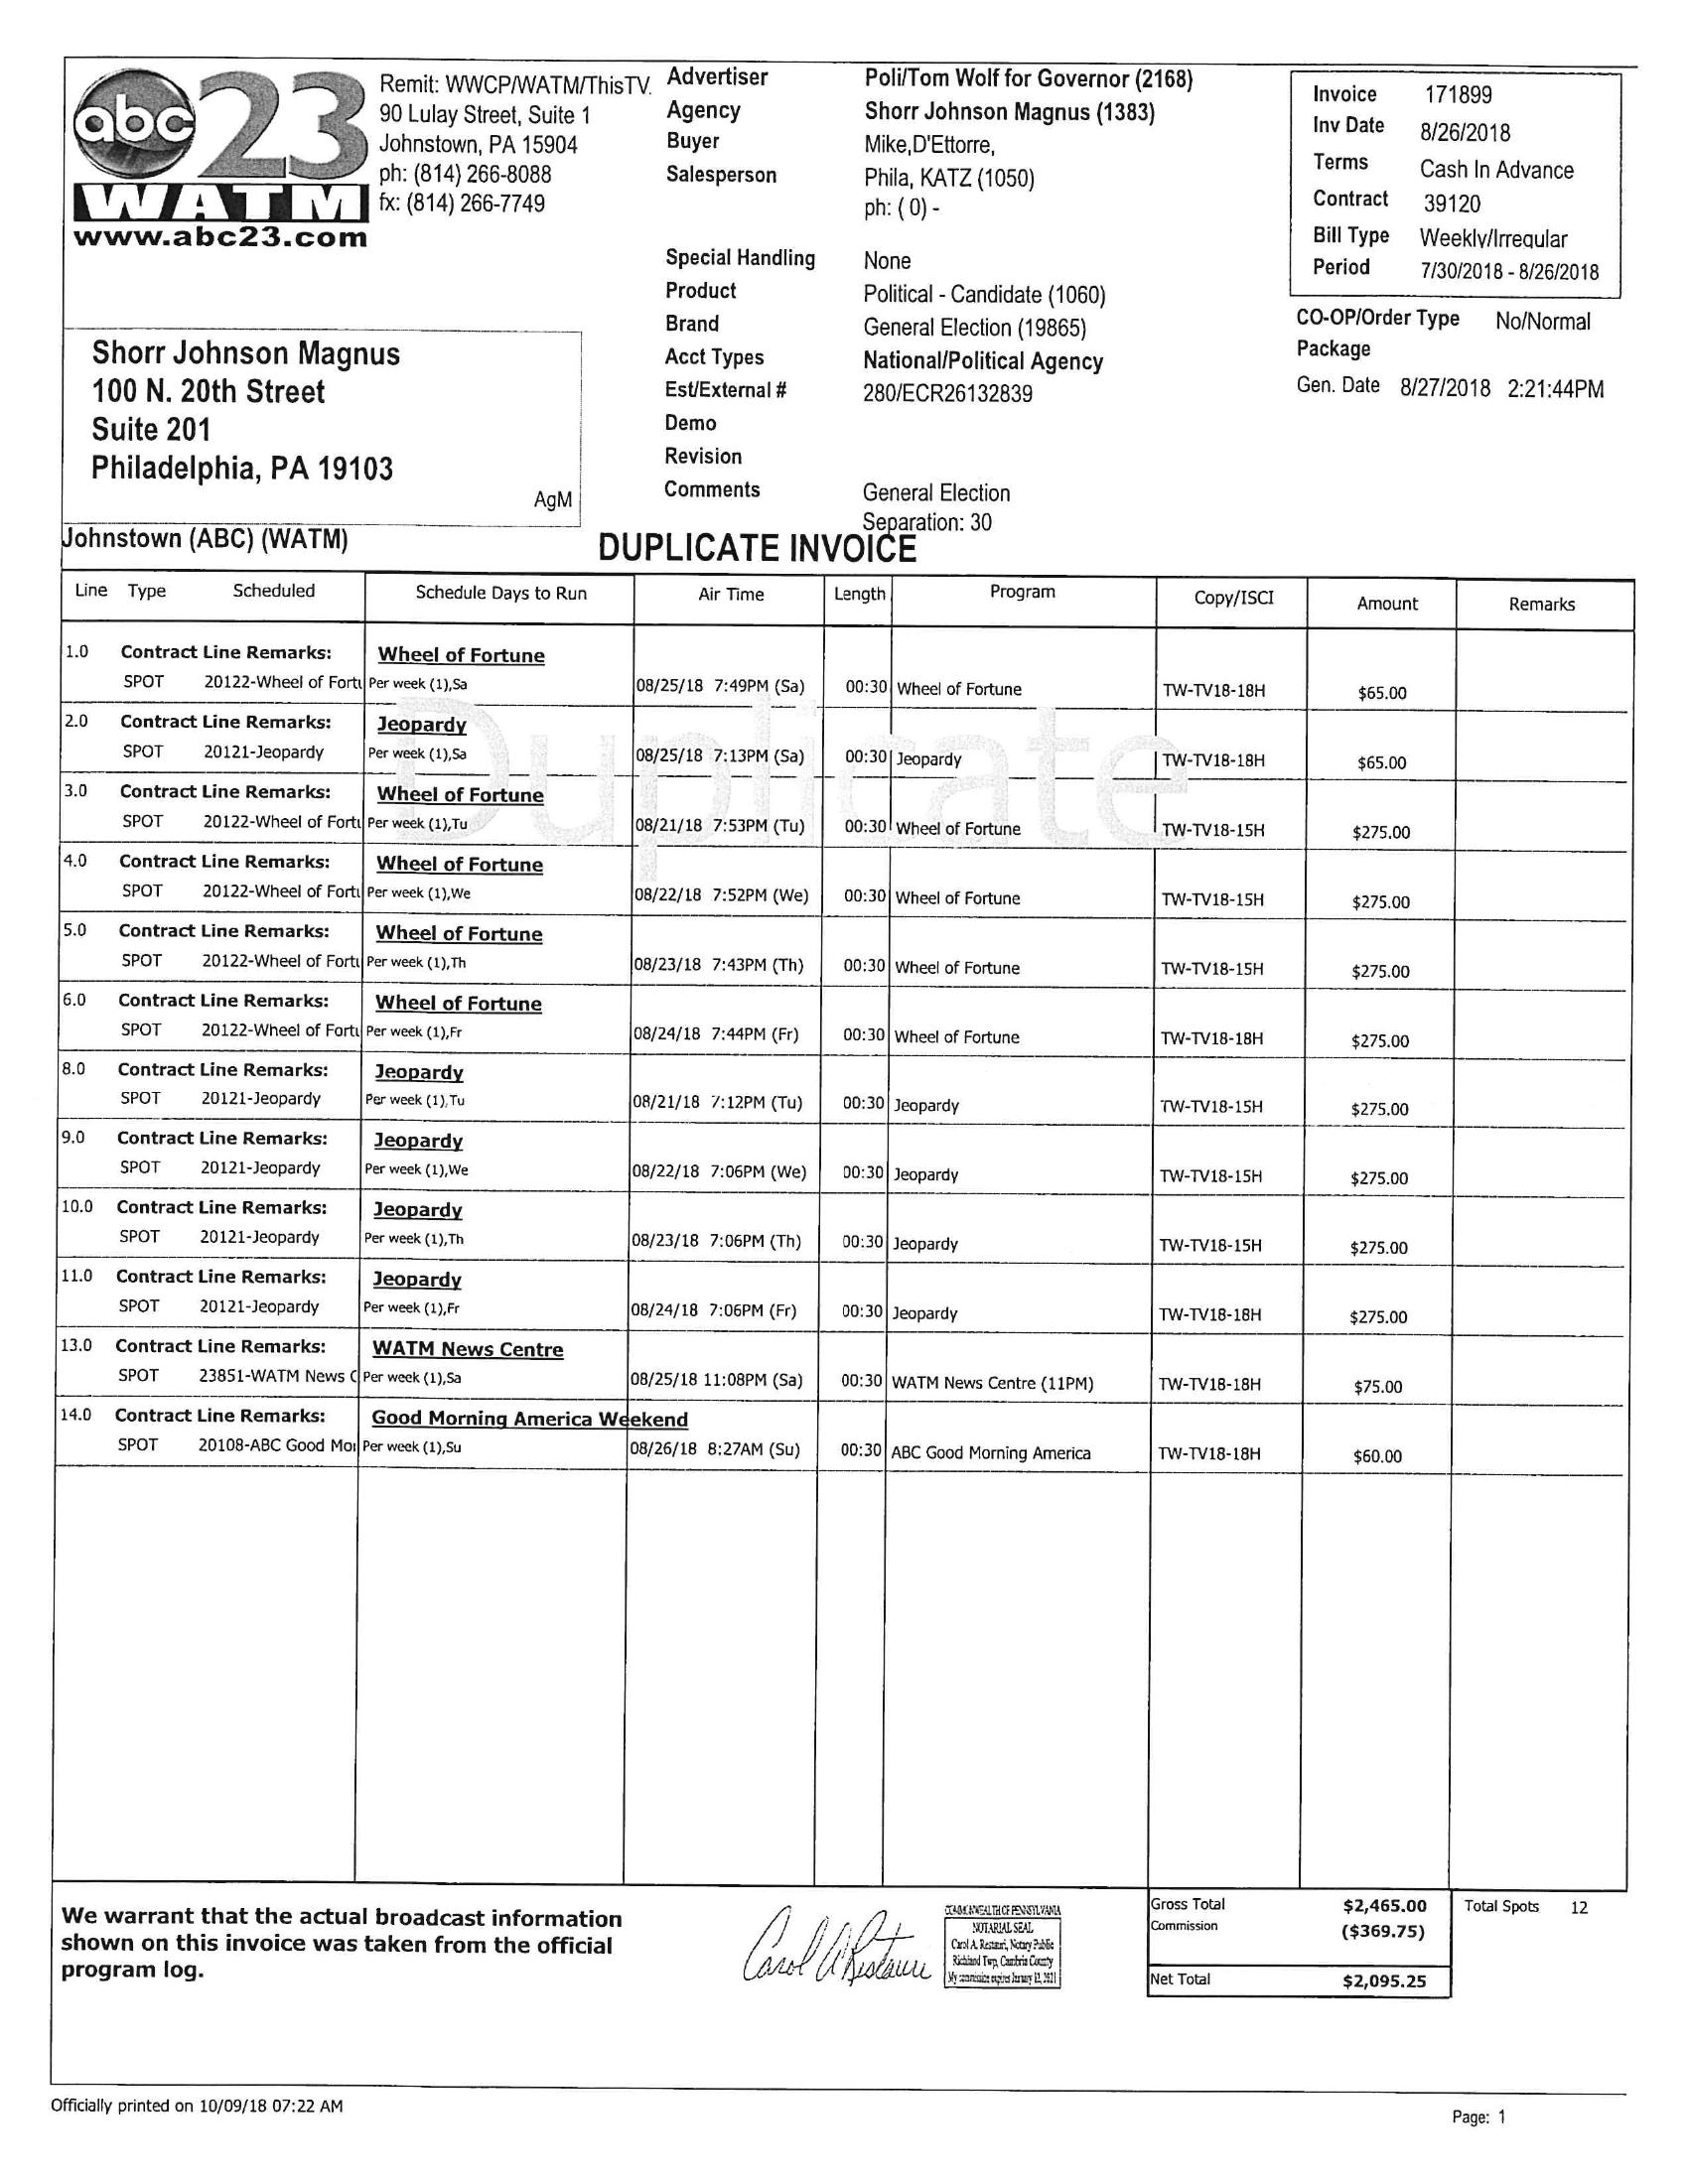 abc 23
WATM
www.abc23.com
Remit: WWCP/WATM/ThisTV.
90 Lulay Street, Suite 1
Johnstown, PA 15904
ph: (814) 266-8088
fx: (814) 266-7749
Advertiser Poli/Tom Wolf for Governor (2168)
Agency Shorr Johnson Magnus (1383)
Buyer Mike,D'Ettorre,
Salesperson Phila, KATZ (1050)
ph: ( 0) -
Special Handling None
Product Political - Candidate (1060)
Brand General Election (19865)
Acct Types National/Political Agency
Est/External # 280/ECR26132839
Demo
Revision
Comments General Election
Separation: 30
Invoice 171899
Inv Date 8/26/2018
Terms Cash In Advance
Contract 39120
Bill Type Weekly/Irregular
Period 7/30/2018 - 8/26/2018
CO-OP/Order Type No/Normal
Package
Gen. Date 8/27/2018 2:21:44PM
Shorr Johnson Magnus
100 N. 20th Street
Suite 201
Philadelphia, PA 19103
AgM
Johnstown (ABC) (WATM)
DUPLICATE INVOICE
Line Type Scheduled Schedule Days to Run Air Time Length Program Copy/ISCI Amount Remarks
Duplicate
1.0 Contract Line Remarks: Wheel of Fortune
SPOT 20122-Wheel of Fortu Per week (1),Sa 08/25/18 7:49PM (Sa) 00:30 Wheel of Fortune TW-TV18-18H $65.00
2.0 Contract Line Remarks: Jeopardy
SPOT 20121-Jeopardy Per week (1),Sa 08/25/18 7:13PM (Sa) 00:30 Jeopardy TW-TV18-18H $65.00
3.0 Contract Line Remarks: Wheel of Fortune
SPOT 20122-Wheel of Fortu Per week (1),Tu 08/21/18 7:53PM (Tu) 00:30 Wheel of Fortune TW-TV18-15H $275.00
4.0 Contract Line Remarks: Wheel of Fortune
SPOT 20122-Wheel of Fortu Per week (1),We 08/22/18 7:52PM (We) 00:30 Wheel of Fortune TW-TV18-15H $275.00
5.0 Contract Line Remarks: Wheel of Fortune
SPOT 20122-Wheel of Fortu Per week (1),Th 08/23/18 7:43PM (Th) 00:30 Wheel of Fortune TW-TV18-15H $275.00
6.0 Contract Line Remarks: Wheel of Fortune
SPOT 20122-Wheel of Fortu Per week (1),Fr 08/24/18 7:44PM (Fr) 00:30 Wheel of Fortune TW-TV18-18H $275.00
8.0 Contract Line Remarks: Jeopardy
SPOT 20121-Jeopardy Per week (1),Tu 08/21/18 7:12PM (Tu) 00:30 Jeopardy TW-TV18-15H $275.00
9.0 Contract Line Remarks: Jeopardy
SPOT 20121-Jeopardy Per week (1),We 08/22/18 7:06PM (We) 00:30 Jeopardy TW-TV18-15H $275.00
10.0 Contract Line Remarks: Jeopardy
SPOT 20121-Jeopardy Per week (1),Th 08/23/18 7:06PM (Th) 00:30 Jeopardy TW-TV18-15H $275.00
11.0 Contract Line Remarks: Jeopardy
SPOT 20121-Jeopardy Per week (1),Fr 08/24/18 7:06PM (Fr) 00:30 Jeopardy TW-TV18-18H $275.00
13.0 Contract Line Remarks: WATM News Centre
SPOT 23851-WATM News C Per week (1),Sa 08/25/18 11:08PM (Sa) 00:30 WATM News Centre (11PM) TW-TV18-18H $75.00
14.0 Contract Line Remarks: Good Morning America Weekend
SPOT 20108-ABC Good Mor Per week (1),Su 08/26/18 8:27AM (Su) 00:30 ABC Good Morning America TW-TV18-18H $60.00
We warrant that the actual broadcast information
shown on this invoice was taken from the official
program log.
Carol A Restauri
COMMONWEALTH OF PENNSYLVANIA
NOTARIAL SEAL
Carol A. Restauri, Notary Public
Richland Twp, Cambria County
My commission expires January 12, 2021
Gross Total $2,465.00
Commission ($369.75)
Net Total $2,095.25
Total Spots 12
Officially printed on 10/09/18 07:22 AM
Page: 1